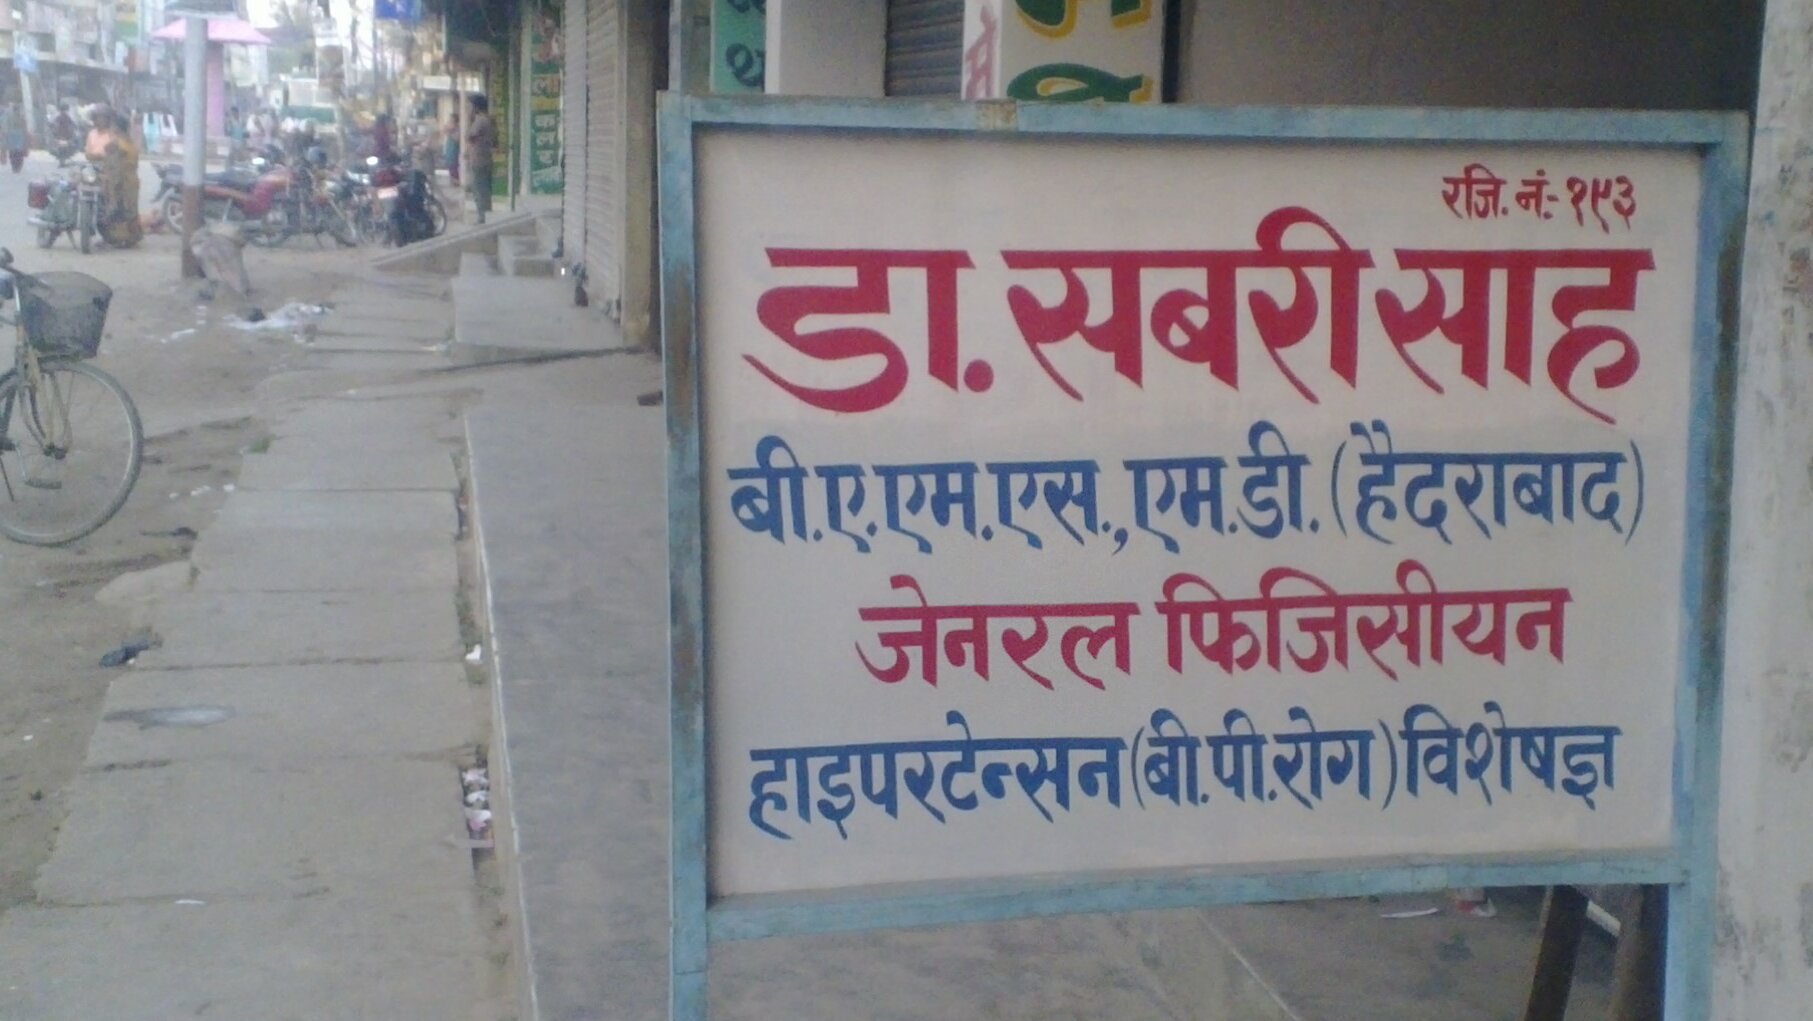 रजि. नं:- १९३
डा. सबरी साह
बी.ए.एम.एस.,एम.डी. (हैदराबाद)
जेनरल फिजिसीयन
हाइपरटेन्सन (बी.पी.रोग) विशेषज्ञ